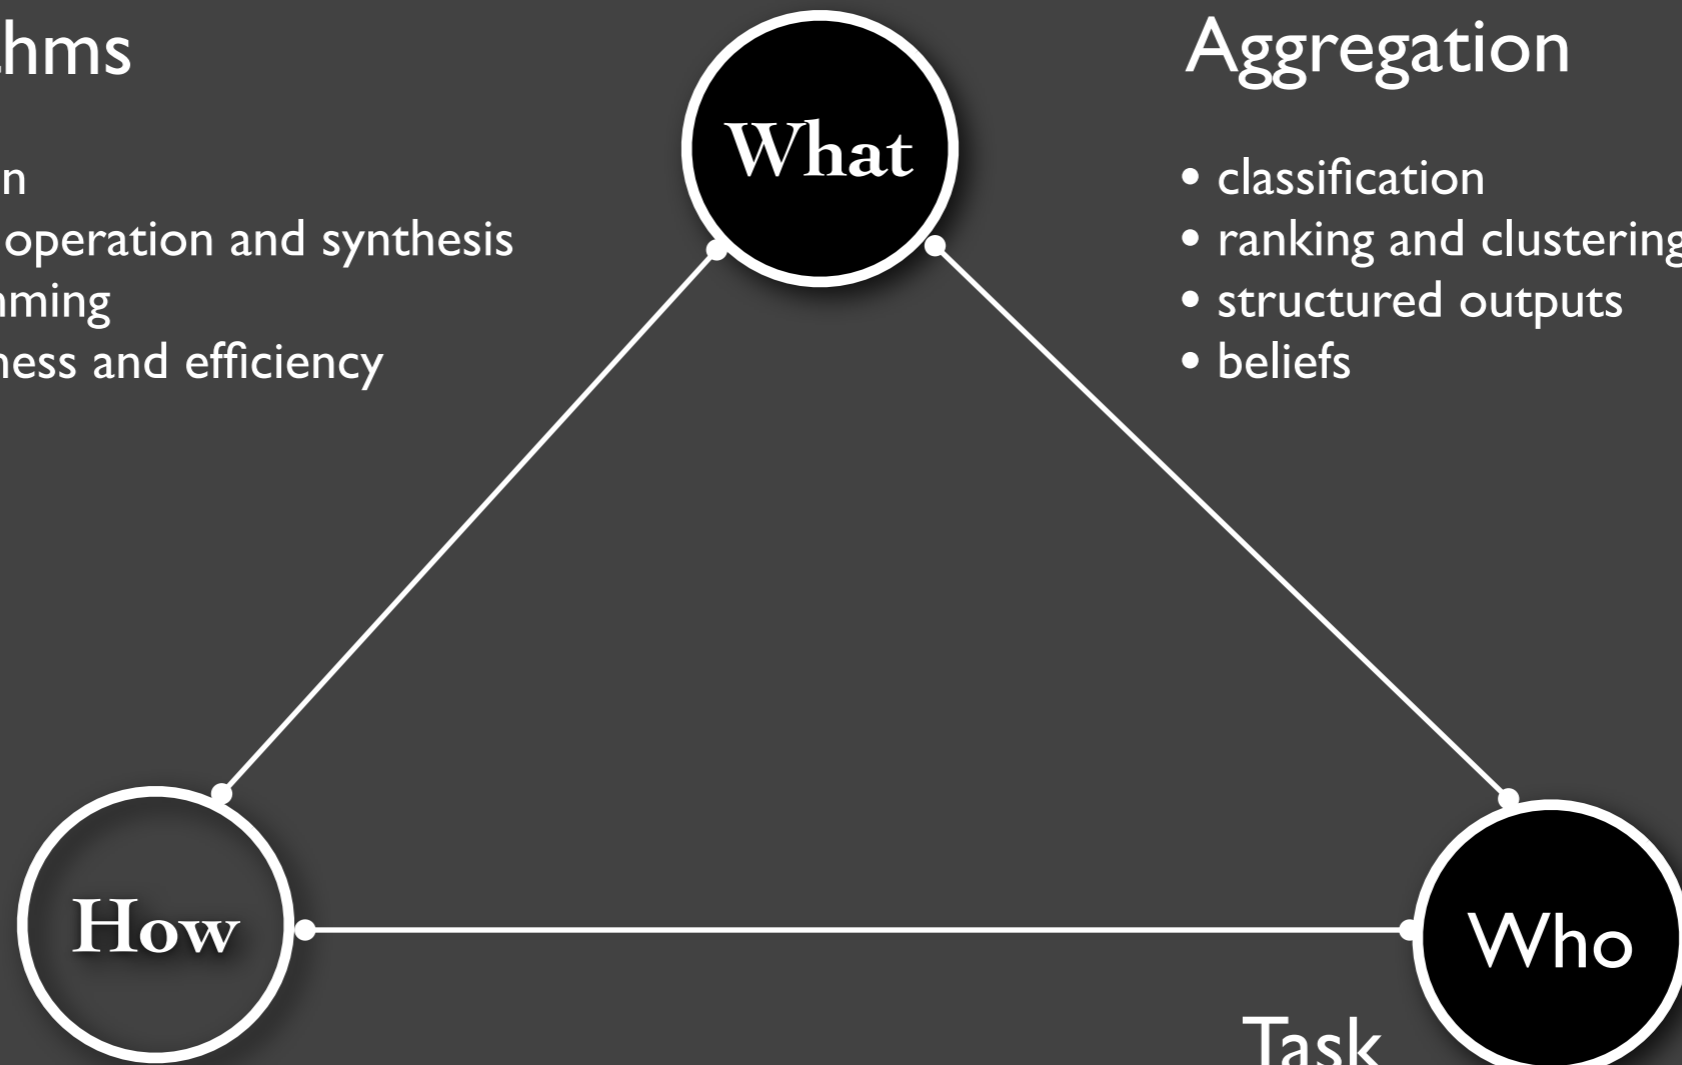 hms
What
n
operation and synthesis
ming
ness and efficiency
Aggregation
• classification
• ranking and clustering
• structured outputs
• beliefs
How
Who
Task